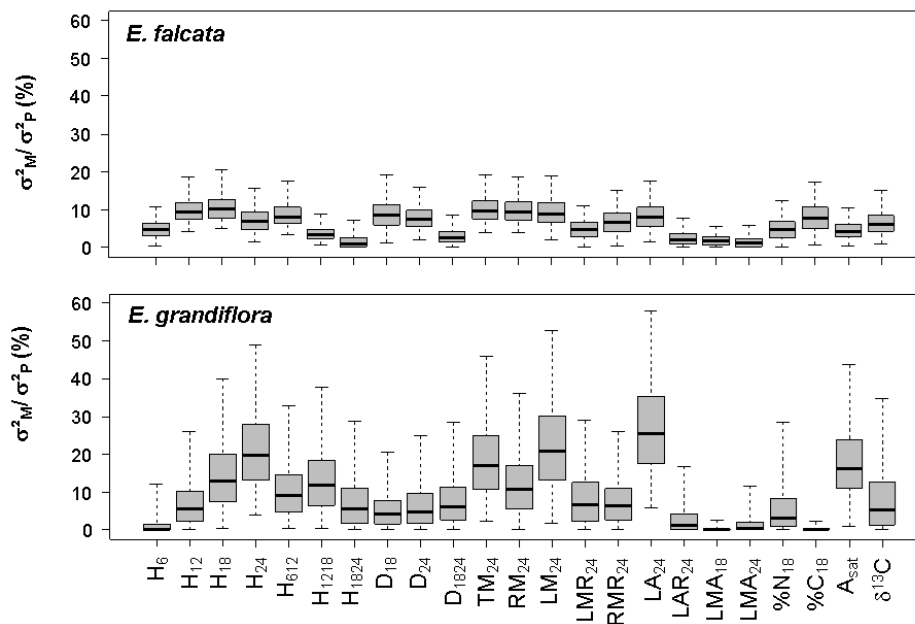 E. falcata
σ²M/ σ²P (%)
60
50
40
30
20
10
0
E. grandiflora
σ²M/ σ²P (%)
60
50
40
30
20
10
0
H6 H12 H18 H24 H612 H1218 H1824 D18 D24 D1824 TM24 RM24 LM24 LMR24 RMR24 LA24 LAR24 LMA18 LMA24 %N18 %C18 Asat δ13C